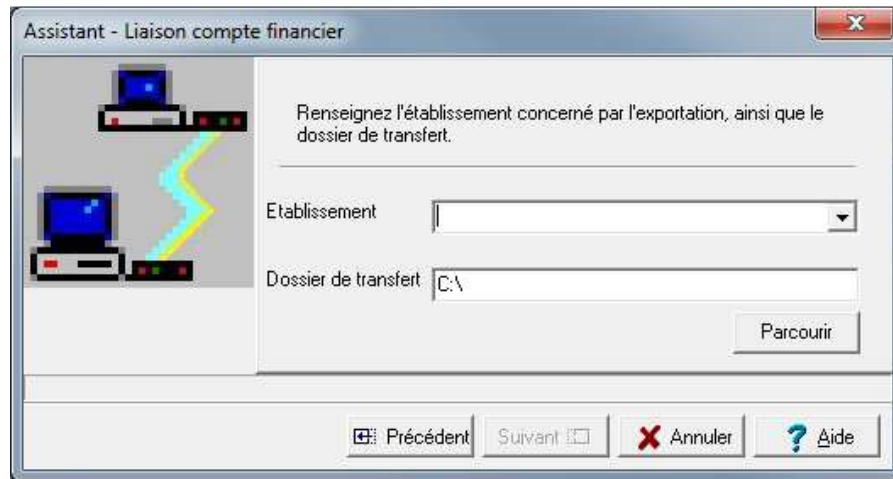 Assistant - Liaison compte financier
Renseignez l'établissement concerné par l'exportation, ainsi que le
dossier de transfert.
Etablissement
Dossier de transfert C:\
Parcourir
Précédent Suivant Annuler Aide